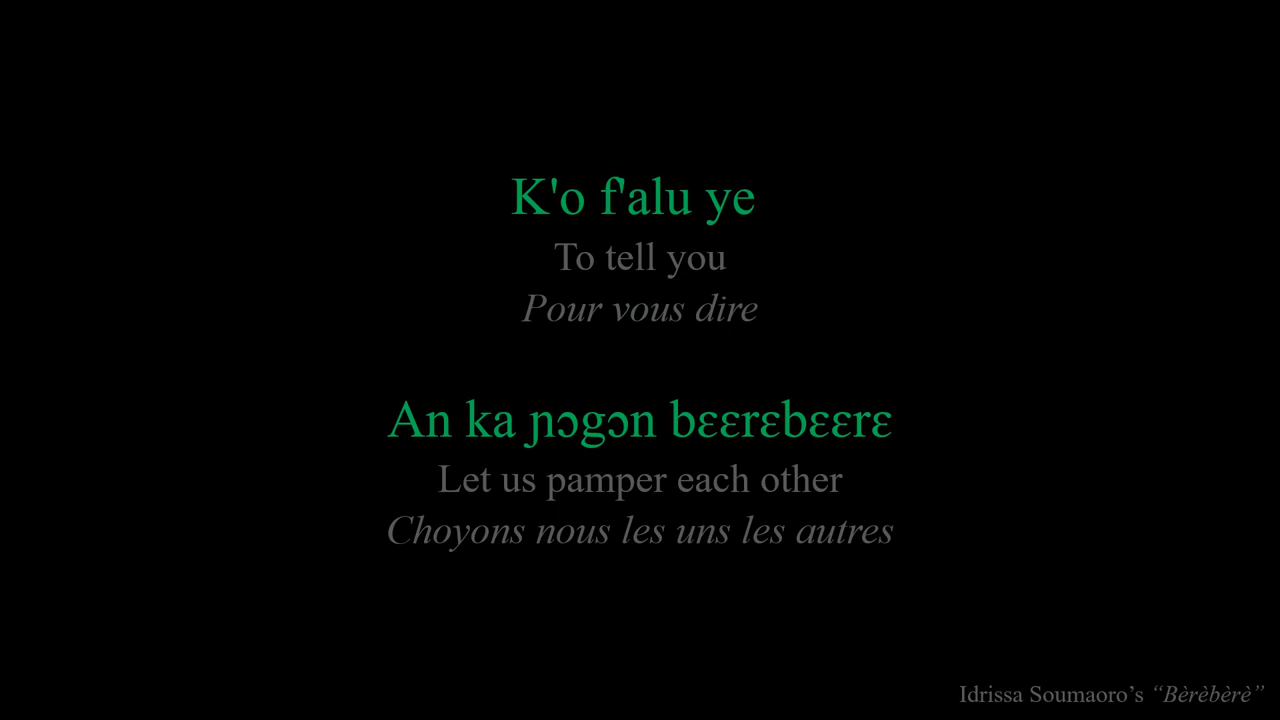 K'o f'alu ye
To tell you
Pour vous dire
An ka ɲɔgɔn bɛɛrɛbɛɛrɛ
Let us pamper each other
Choyons nous les uns les autres
Idrissa Soumaoro’s “Bèrèbèrè”